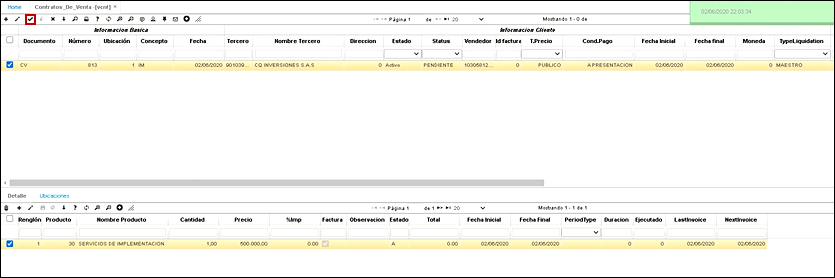 Home Contratos_De_Venta -[vcnt] ×
02/06/2020 22:03:34
Página 1 de 20 Mostrando 1 - 0 de
Informacion Basica Informacion Cliente
Documento Número Ubicación Concepto Fecha Tercero Nombre Tercero Direccion Estado Status Vendedor Id factura T.Precio Cond.Pago Fecha Inicial Fecha final Moneda TypeLiquidation
CV 813 1 IM 02/06/2020 901039... CQ INVERSIONES S.A.S 0 Activo PENDIENTE 10305812... 0 PUBLICO A PRESENTACION 02/06/2020 02/06/2020 0 MAESTRO
Detalle Ubicaciones
Página 1 de 1 20 Mostrando 1 - 1 de 1
Renglón Producto Nombre Producto Cantidad Precio %Imp Factura Observacion Estado Total Fecha Inicial Fecha Final PeriodType Duracion Ejecutado LastInvoice NextInvoice
1 30 SERVICIOS DE IMPLEMENTACION 1,00 500.000,00 0.00 A 0.00 02/06/2020 02/06/2020 0 0 02/06/2020 02/06/2020